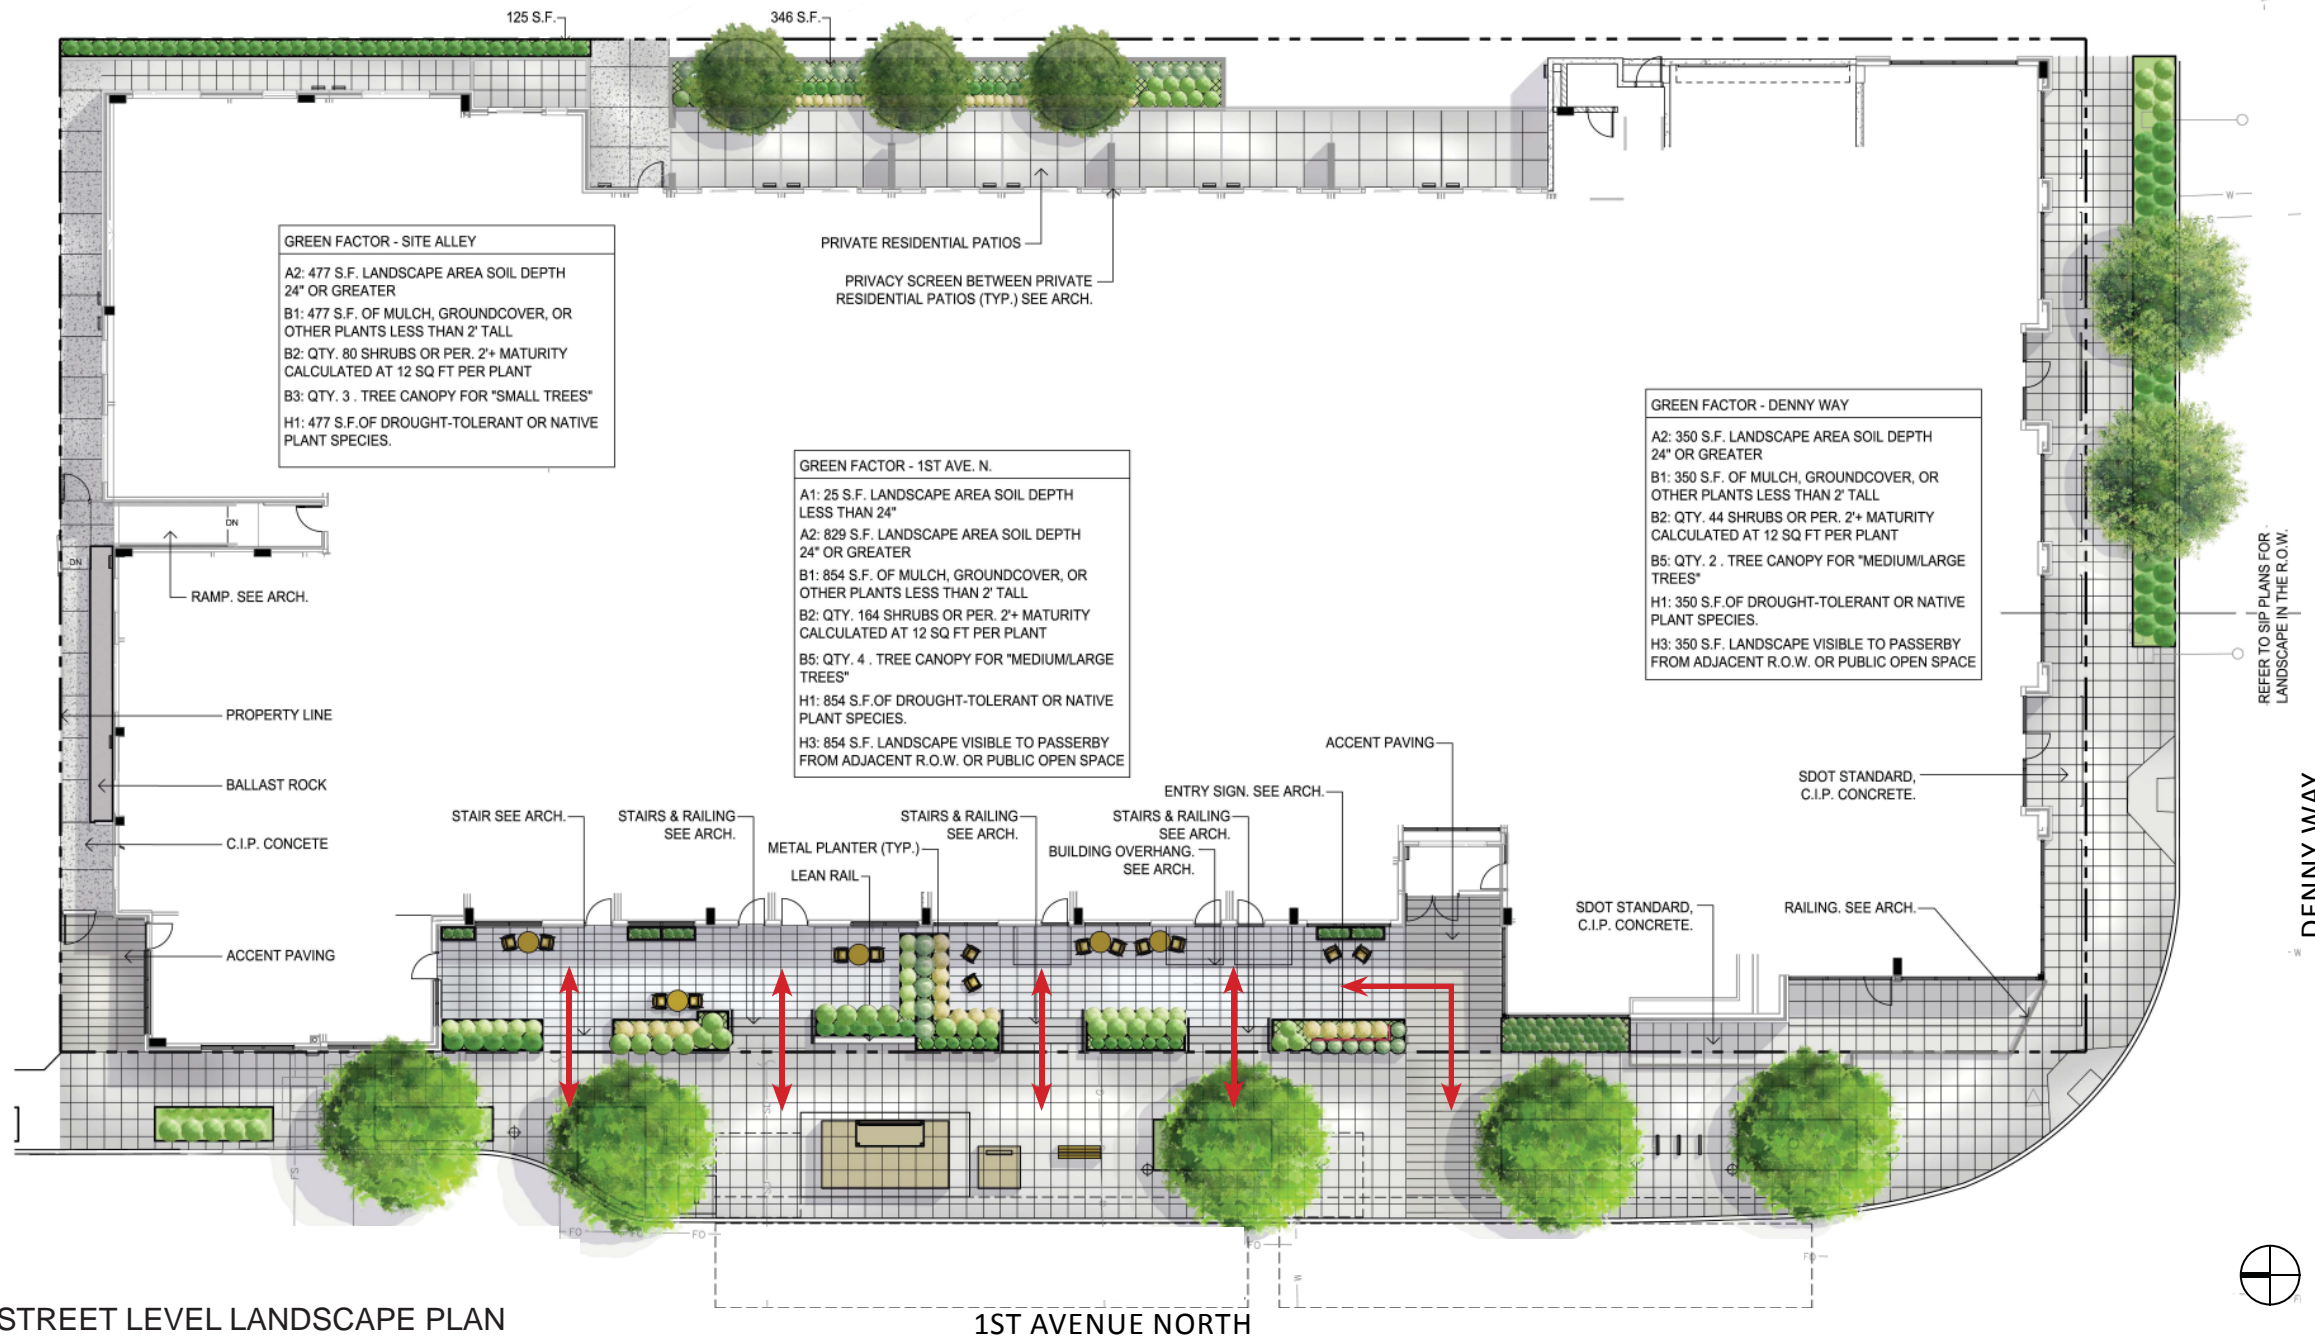 125 S.F.
346 S.F.
PRIVATE RESIDENTIAL PATIOS
PRIVACY SCREEN BETWEEN PRIVATE
RESIDENTIAL PATIOS (TYP.) SEE ARCH.
GREEN FACTOR - SITE ALLEY
A2: 477 S.F. LANDSCAPE AREA SOIL DEPTH
24" OR GREATER
B1: 477 S.F. OF MULCH, GROUNDCOVER, OR
OTHER PLANTS LESS THAN 2' TALL
B2: QTY. 80 SHRUBS OR PER. 2'+ MATURITY
CALCULATED AT 12 SQ FT PER PLANT
B3: QTY. 3 . TREE CANOPY FOR "SMALL TREES"
H1: 477 S.F.OF DROUGHT-TOLERANT OR NATIVE
PLANT SPECIES.
GREEN FACTOR - 1ST AVE. N.
A1: 25 S.F. LANDSCAPE AREA SOIL DEPTH
LESS THAN 24"
A2: 829 S.F. LANDSCAPE AREA SOIL DEPTH
24" OR GREATER
B1: 854 S.F. OF MULCH, GROUNDCOVER, OR
OTHER PLANTS LESS THAN 2' TALL
B2: QTY. 164 SHRUBS OR PER. 2'+ MATURITY
CALCULATED AT 12 SQ FT PER PLANT
B5: QTY. 4 . TREE CANOPY FOR "MEDIUM/LARGE
TREES"
H1: 854 S.F.OF DROUGHT-TOLERANT OR NATIVE
PLANT SPECIES.
H3: 854 S.F. LANDSCAPE VISIBLE TO PASSERBY
FROM ADJACENT R.O.W. OR PUBLIC OPEN SPACE
GREEN FACTOR - DENNY WAY
A2: 350 S.F. LANDSCAPE AREA SOIL DEPTH
24" OR GREATER
B1: 350 S.F. OF MULCH, GROUNDCOVER, OR
OTHER PLANTS LESS THAN 2' TALL
B2: QTY. 44 SHRUBS OR PER. 2'+ MATURITY
CALCULATED AT 12 SQ FT PER PLANT
B5: QTY. 2 . TREE CANOPY FOR "MEDIUM/LARGE
TREES"
H1: 350 S.F.OF DROUGHT-TOLERANT OR NATIVE
PLANT SPECIES.
H3: 350 S.F. LANDSCAPE VISIBLE TO PASSERBY
FROM ADJACENT R.O.W. OR PUBLIC OPEN SPACE
W
G
REFER TO SIP PLANS FOR
LANDSCAPE IN THE R.O.W.
DN
DN
RAMP. SEE ARCH.
PROPERTY LINE
BALLAST ROCK
C.I.P. CONCETE
ACCENT PAVING
STAIR SEE ARCH.
STAIRS & RAILING
SEE ARCH.
METAL PLANTER (TYP.)
LEAN RAIL
STAIRS & RAILING
SEE ARCH.
STAIRS & RAILING
SEE ARCH.
BUILDING OVERHANG.
SEE ARCH.
ENTRY SIGN. SEE ARCH.
ACCENT PAVING
SDOT STANDARD,
C.I.P. CONCRETE.
SDOT STANDARD,
C.I.P. CONCRETE.
RAILING. SEE ARCH.
DENNY WAY
W
FO
FO
FO
FO
W
STREET LEVEL LANDSCAPE PLAN
1ST AVENUE NORTH